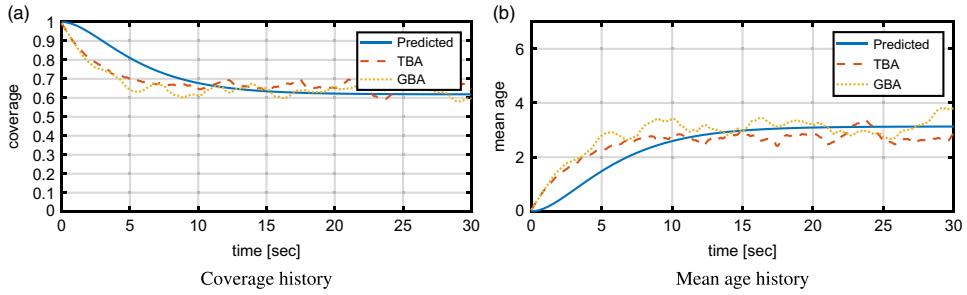 (a)
1
0.9
0.8
0.7
0.6
0.5
0.4
0.3
0.2
0.1
0
coverage
Predicted
TBA
GBA
0 5 10 15 20 25 30
time [sec]
Coverage history
(b)
6
4
2
0
mean age
Predicted
TBA
GBA
0 5 10 15 20 25 30
time [sec]
Mean age history